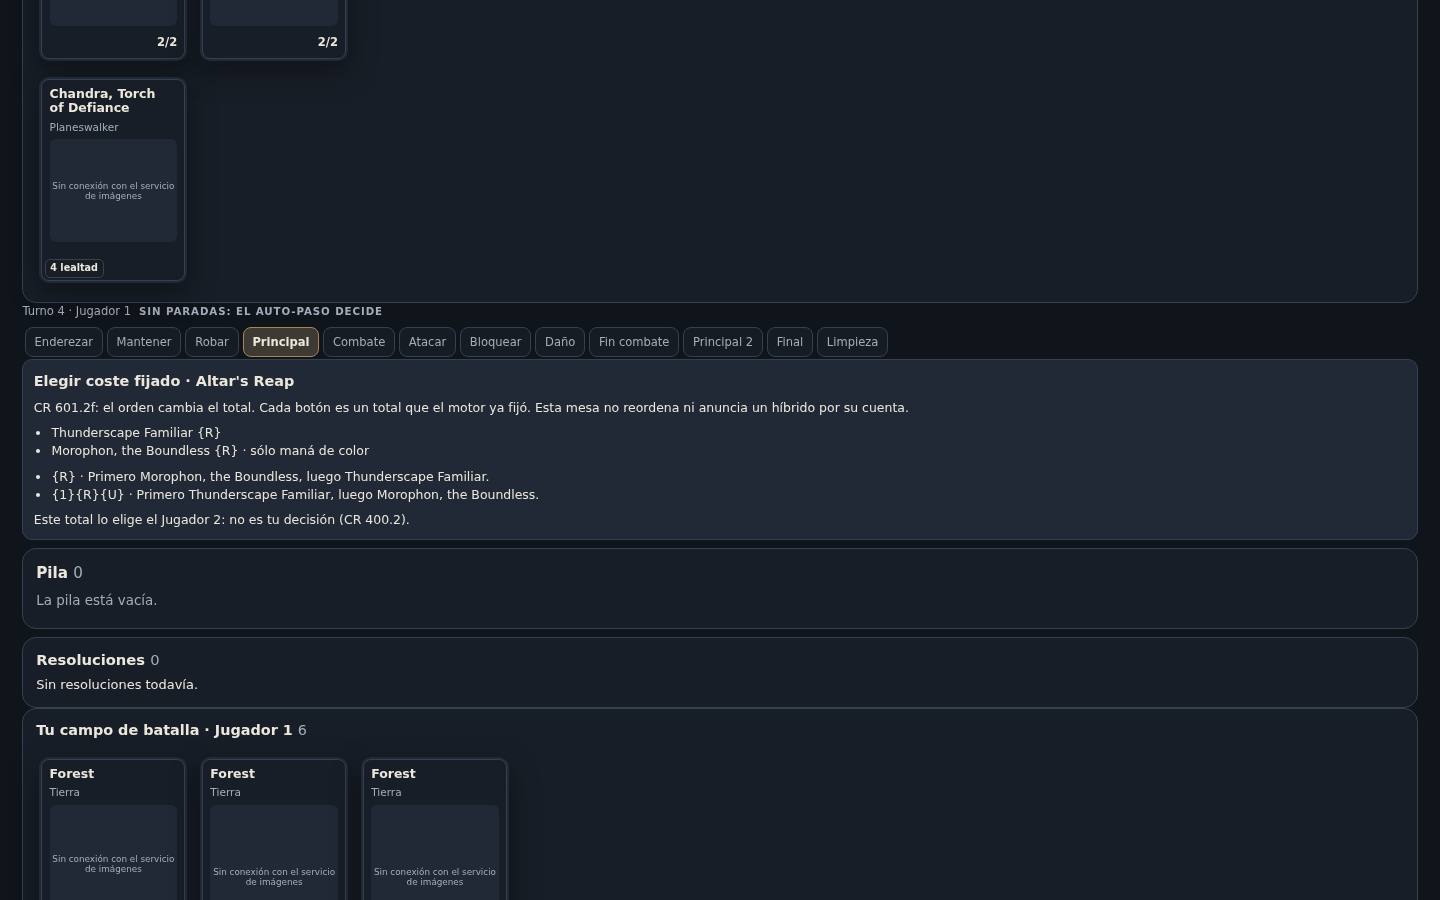 2/2
2/2
Chandra, Torch
of Defiance
Planeswalker
Sin conexión con el servicio
de imágenes
4 lealtad
Turno 4 · Jugador 1 SIN PARADAS: EL AUTO-PASO DECIDE
Enderezar Mantener Robar Principal Combate Atacar Bloquear Daño Fin combate Principal 2 Final Limpieza
Elegir coste fijado · Altar's Reap
CR 601.2f: el orden cambia el total. Cada botón es un total que el motor ya fijó. Esta mesa no reordena ni anuncia un híbrido por su cuenta.
• Thunderscape Familiar {R}
• Morophon, the Boundless {R} · sólo maná de color
• {R} · Primero Morophon, the Boundless, luego Thunderscape Familiar.
• {1}{R}{U} · Primero Thunderscape Familiar, luego Morophon, the Boundless.
Este total lo elige el Jugador 2: no es tu decisión (CR 400.2).
Pila 0
La pila está vacía.
Resoluciones 0
Sin resoluciones todavía.
Tu campo de batalla · Jugador 1 6
Forest
Tierra
Sin conexión con el servicio
de imágenes
Forest
Tierra
Sin conexión con el servicio
de imágenes
Forest
Tierra
Sin conexión con el servicio
de imágenes